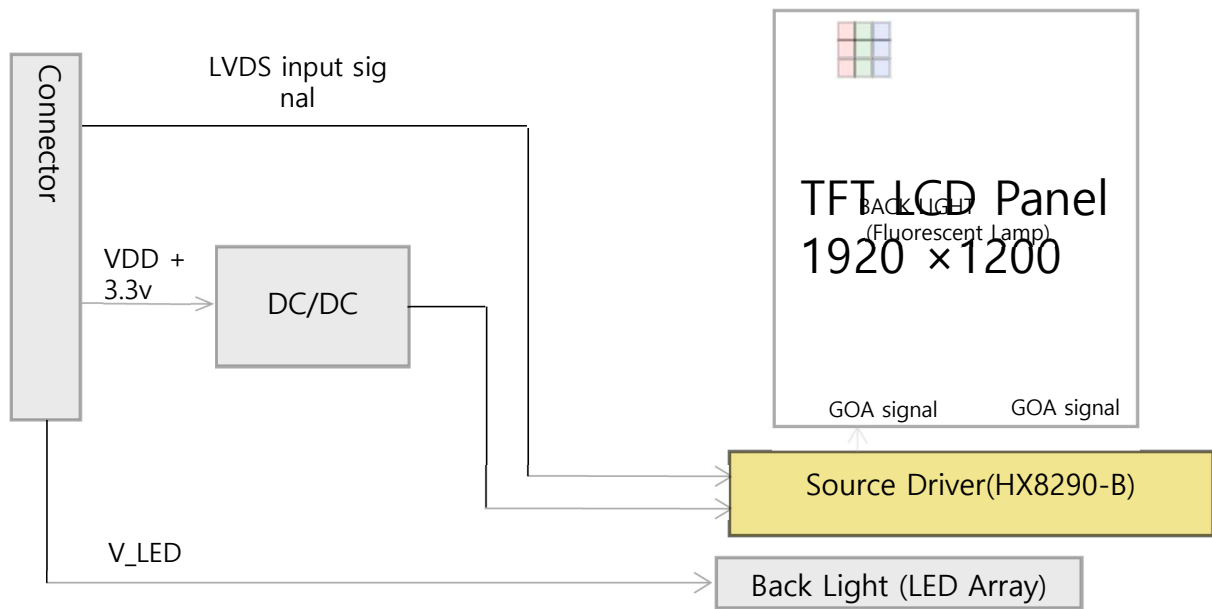 Connector
LVDS input sig
nal
VDD +
3.3v
DC/DC
V_LED
TFT LCD Panel
1920 ×1200
BACK LIGHT
(Fluorescent Lamp)
GOA signal
GOA signal
Source Driver(HX8290-B)
Back Light (LED Array)